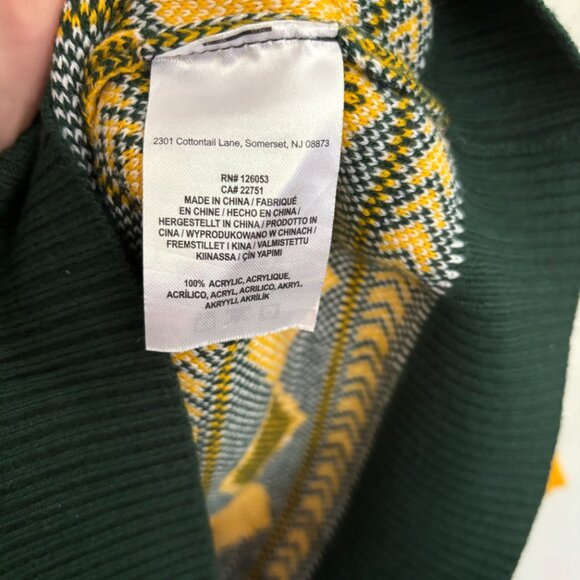 2301 Cottontail Lane, Somerset, NJ 08873
RN# 126053
CA# 22751
MADE IN CHINA / FABRIQUÉ
EN CHINE / HECHO EN CHINA /
HERGESTELLT IN CHINA / PRODOTTO IN
CINA / WYPRODUKOWANO W CHINACH /
FREMSTILLET I KINA / VALMISTETTU
KIINASSA / ÇİN YAPIMI
100% ACRYLIC, ACRYLIQUE,
ACRÍLICO, ACRYL, ACRILICO, AKRYL,
AKRYYLI, AKRİLİK